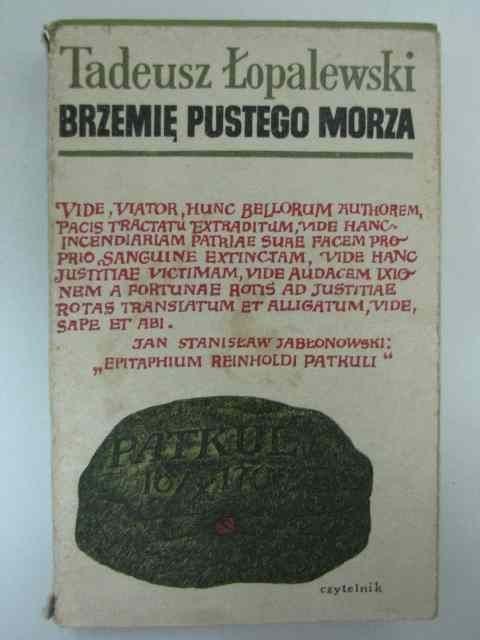 Tadeusz Łopalewski
BRZEMIĘ PUSTEGO MORZA
VIDE, VIATOR, HUNC BELLORUM AUTHOREM,
PACIS TRACTATU EXTRADITUM, VIDE HANC
INCENDIARIAM PATRIAE SUAE FACEM PRO-
PRIO SANGUINE EXTINCTAM, VIDE HANC
JUSTITIAE VICTIMAM, VIDE AUDACEM IXIO-
NEM A FORTUNAE ROTIS AD JUSTITIAE
ROTAS TRANSLATUM ET ALLIGATUM, VIDE,
SAPE ET ABI.
JAN STANISŁAW JABŁONOWSKI:
„EPITAPHIUM REINHOLDI PATKULI“
PATKUL
czytelnik